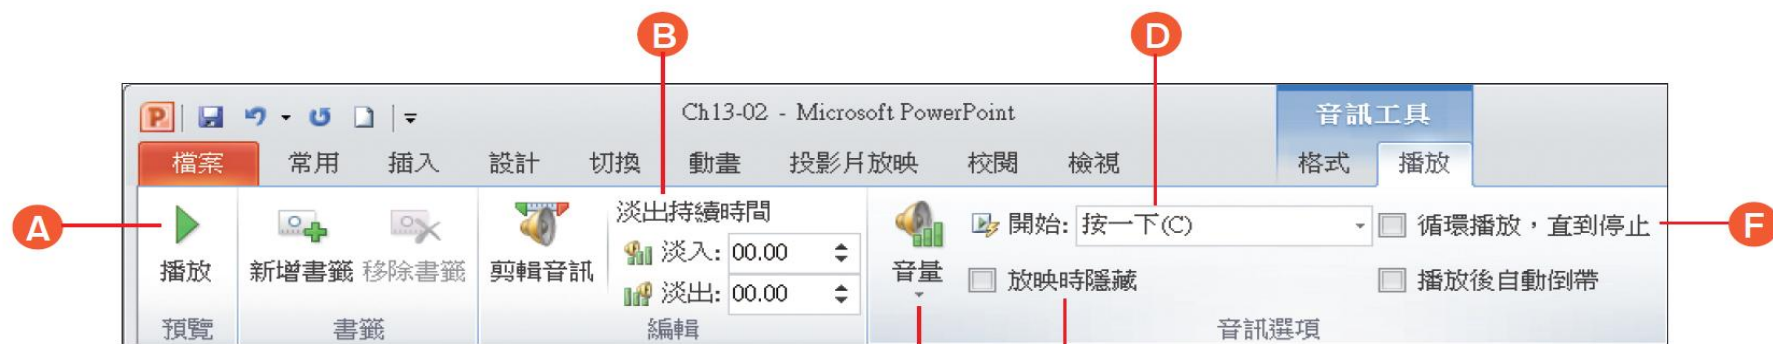 B
D
Ch13-02 - Microsoft PowerPoint
音訊工具
檔案 常用 插入 設計 切換 動畫 投影片放映 校閱 檢視 格式 播放
A
F
淡出持續時間
開始: 按一下(C)
循環播放，直到停止
淡入: 00.00
播放 新增書籤 移除書籤 剪輯音訊
音量
放映時隱藏
播放後自動倒帶
淡出: 00.00
預覽 書籤 編輯 音訊選項